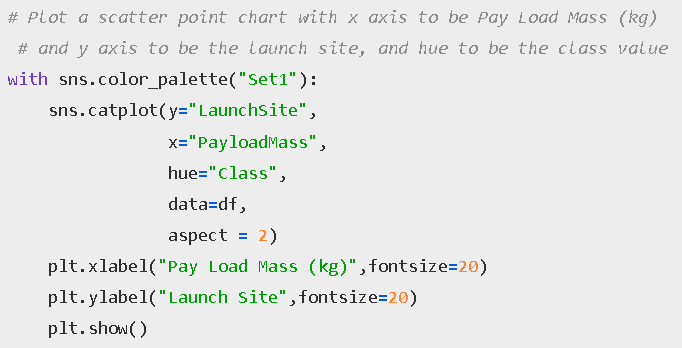 # Plot a scatter point chart with x axis to be Pay Load Mass (kg)
# and y axis to be the launch site, and hue to be the class value
with sns.color_palette("Set1"):
    sns.catplot(y="LaunchSite",
                x="PayloadMass",
                hue="Class",
                data=df,
                aspect = 2)
    plt.xlabel("Pay Load Mass (kg)",fontsize=20)
    plt.ylabel("Launch Site",fontsize=20)
    plt.show()